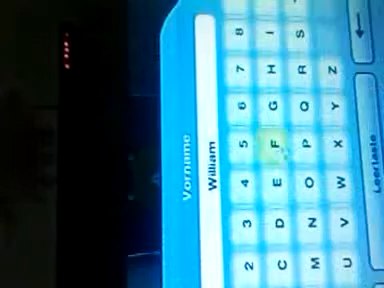 Vorname
William
2 3 4 5 6 7 8
C D E F G H I
M N O P Q R S
U V W X Y Z
Leertaste